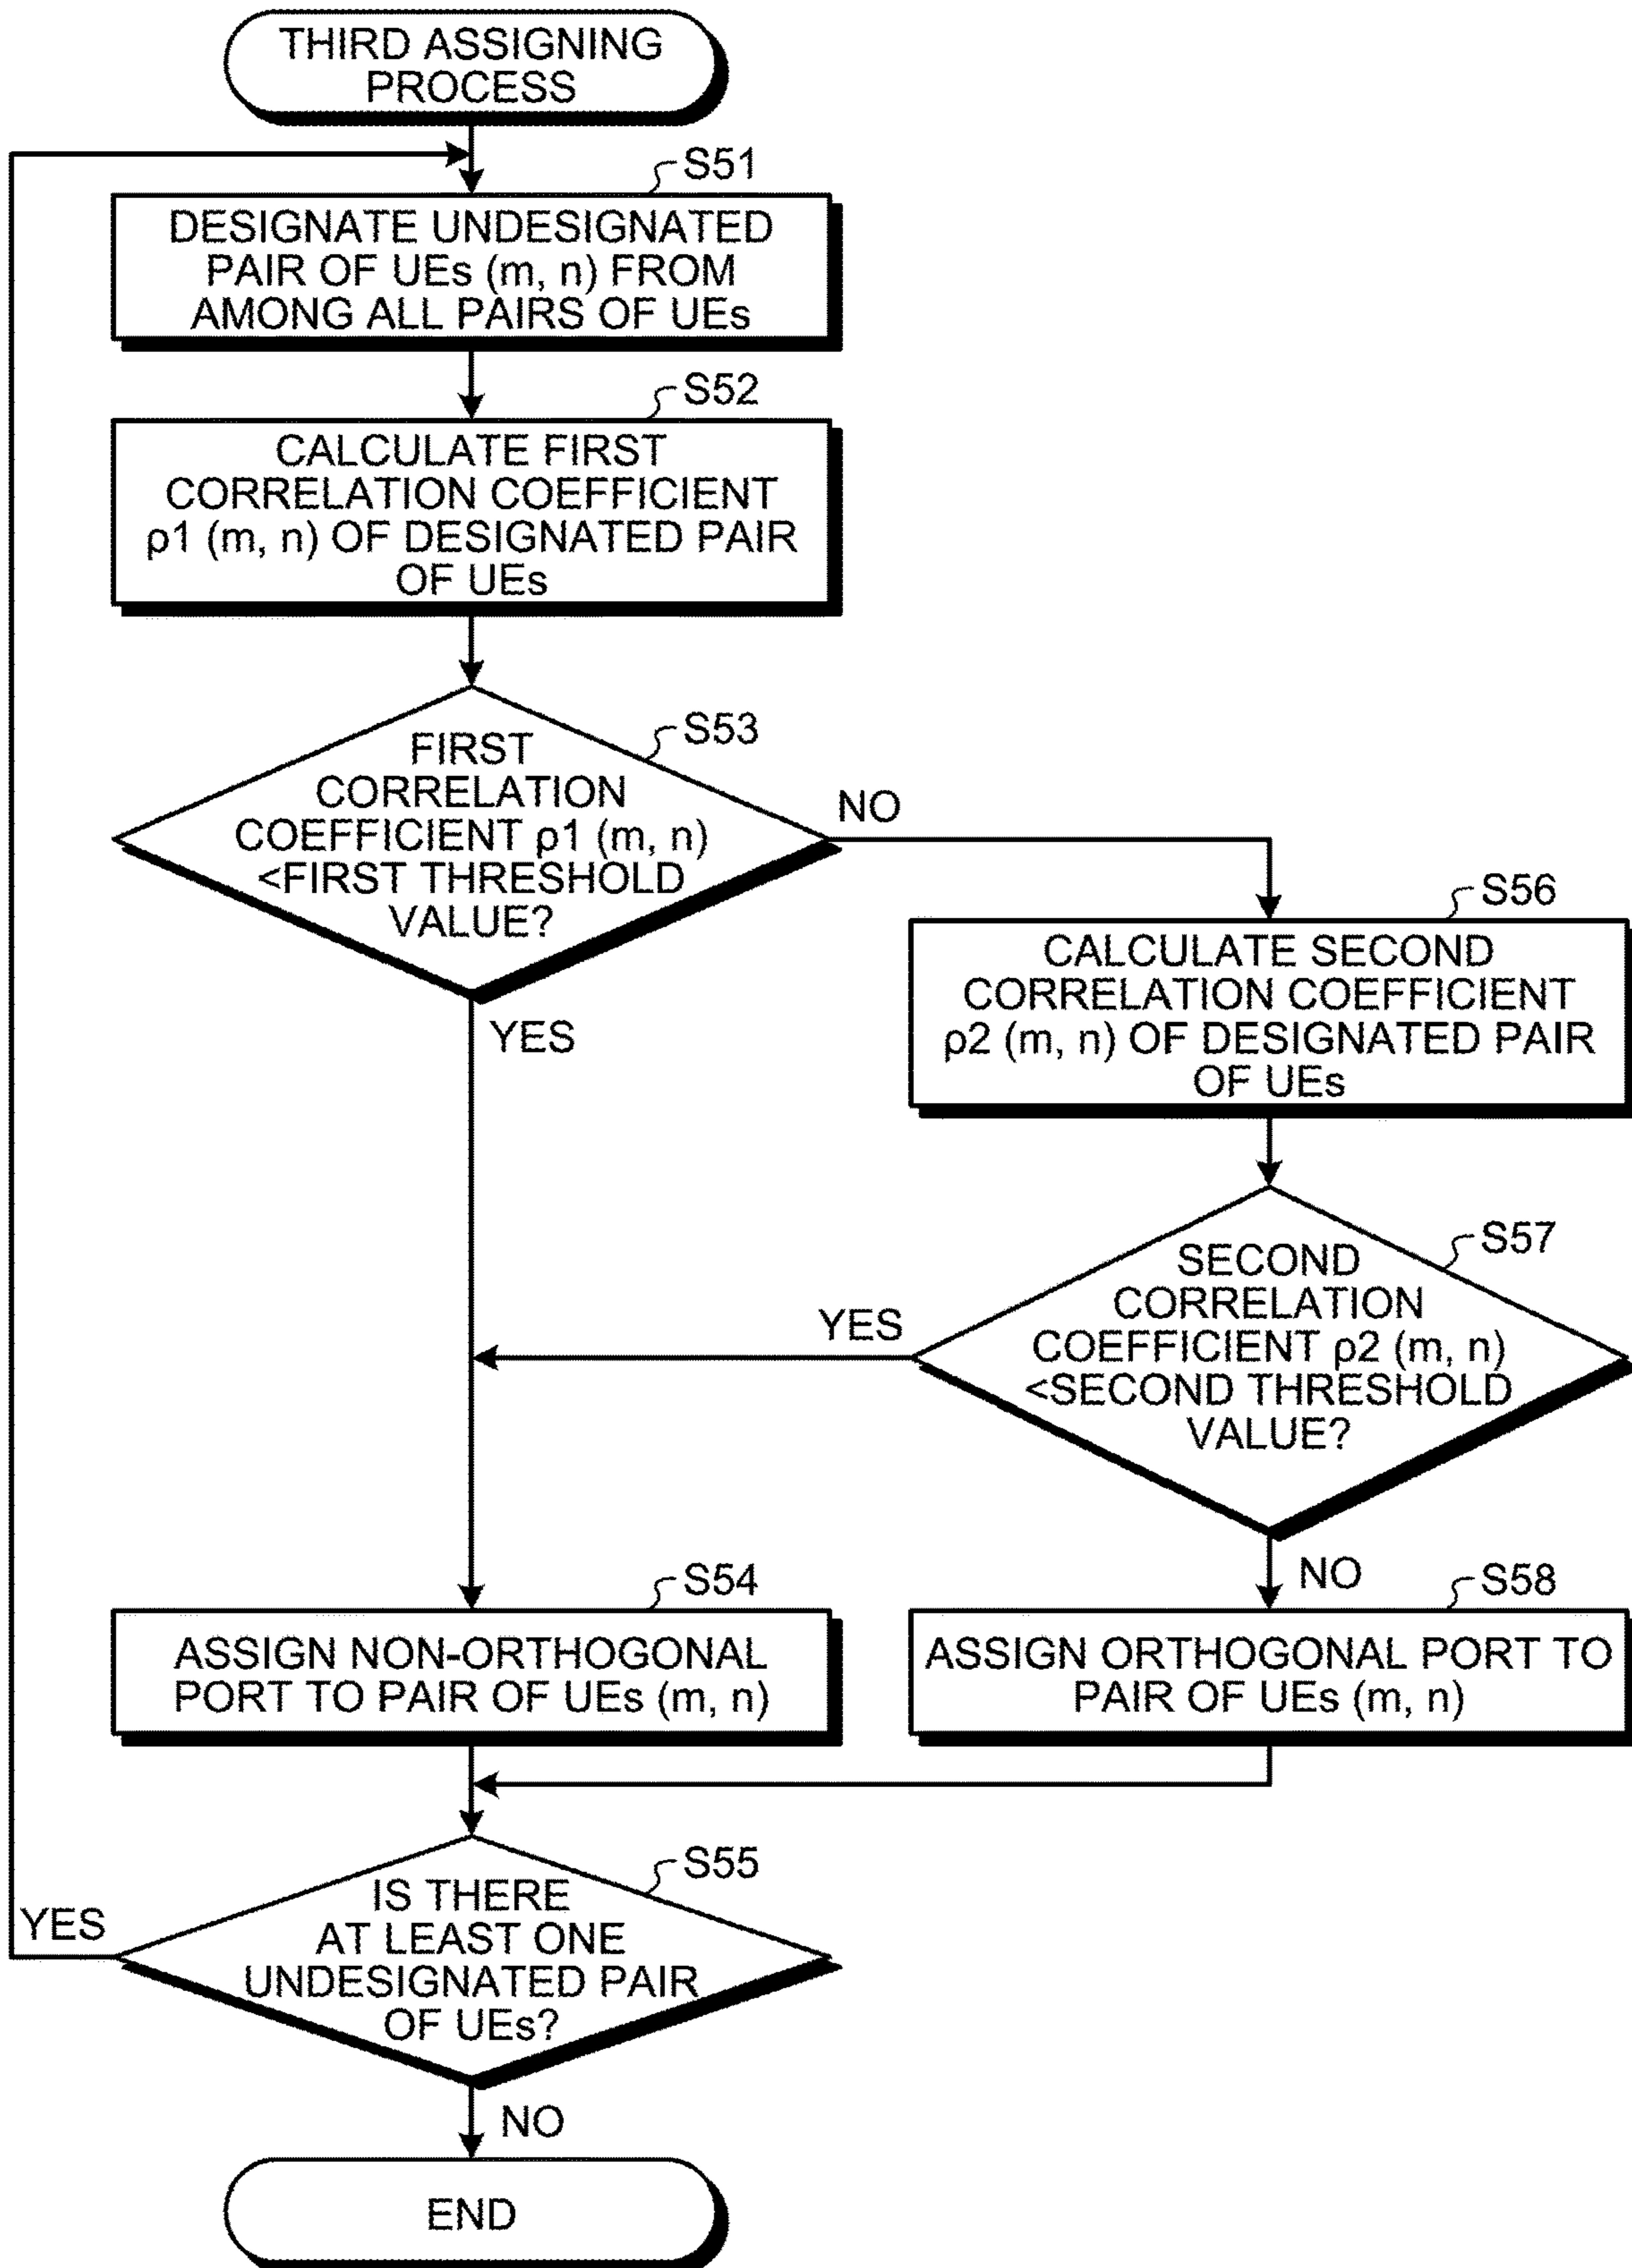 THIRD ASSIGNING
PROCESS
S51
DESIGNATE UNDESIGNATED
PAIR OF UEs (m, n) FROM
AMONG ALL PAIRS OF UEs
S52
CALCULATE FIRST
CORRELATION COEFFICIENT
ρ1 (m, n) OF DESIGNATED PAIR
OF UEs
S53
FIRST
CORRELATION
COEFFICIENT ρ1 (m, n)
<FIRST THRESHOLD
VALUE?
NO
YES
S56
CALCULATE SECOND
CORRELATION COEFFICIENT
ρ2 (m, n) OF DESIGNATED PAIR
OF UEs
S57
SECOND
CORRELATION
COEFFICIENT ρ2 (m, n)
<SECOND THRESHOLD
VALUE?
YES
NO
S54
ASSIGN NON-ORTHOGONAL
PORT TO PAIR OF UEs (m, n)
S58
ASSIGN ORTHOGONAL PORT TO
PAIR OF UEs (m, n)
S55
IS THERE
AT LEAST ONE
UNDESIGNATED PAIR
OF UEs?
YES
NO
END